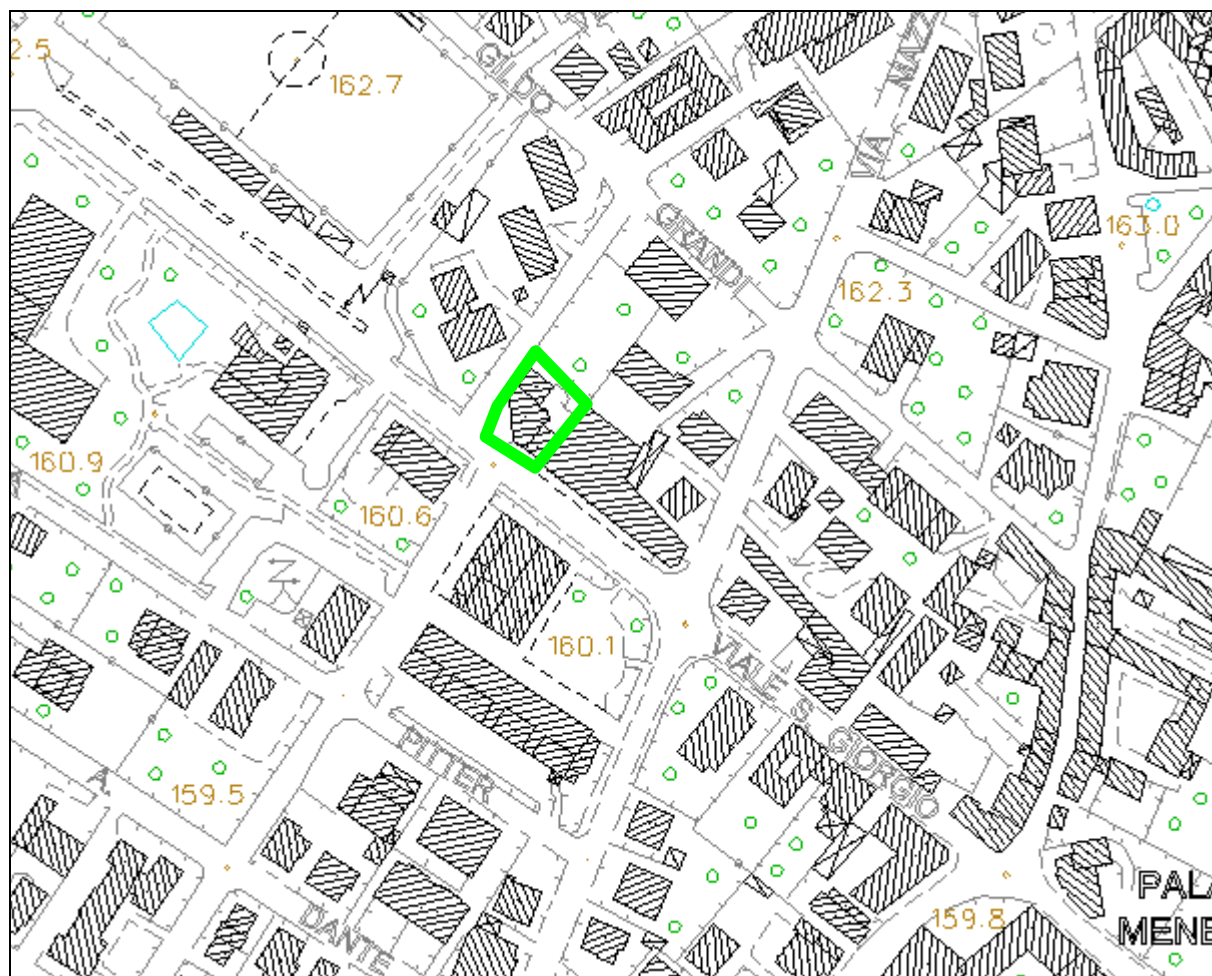 2.5
162.7
GILDO
VIA
MAZZ
GRANDI
163.0
162.3
160.9
160.6
160.1
VIALE S. GIORGIO
PITTER
A.
159.5
DANTE
159.8
PALA
MENE